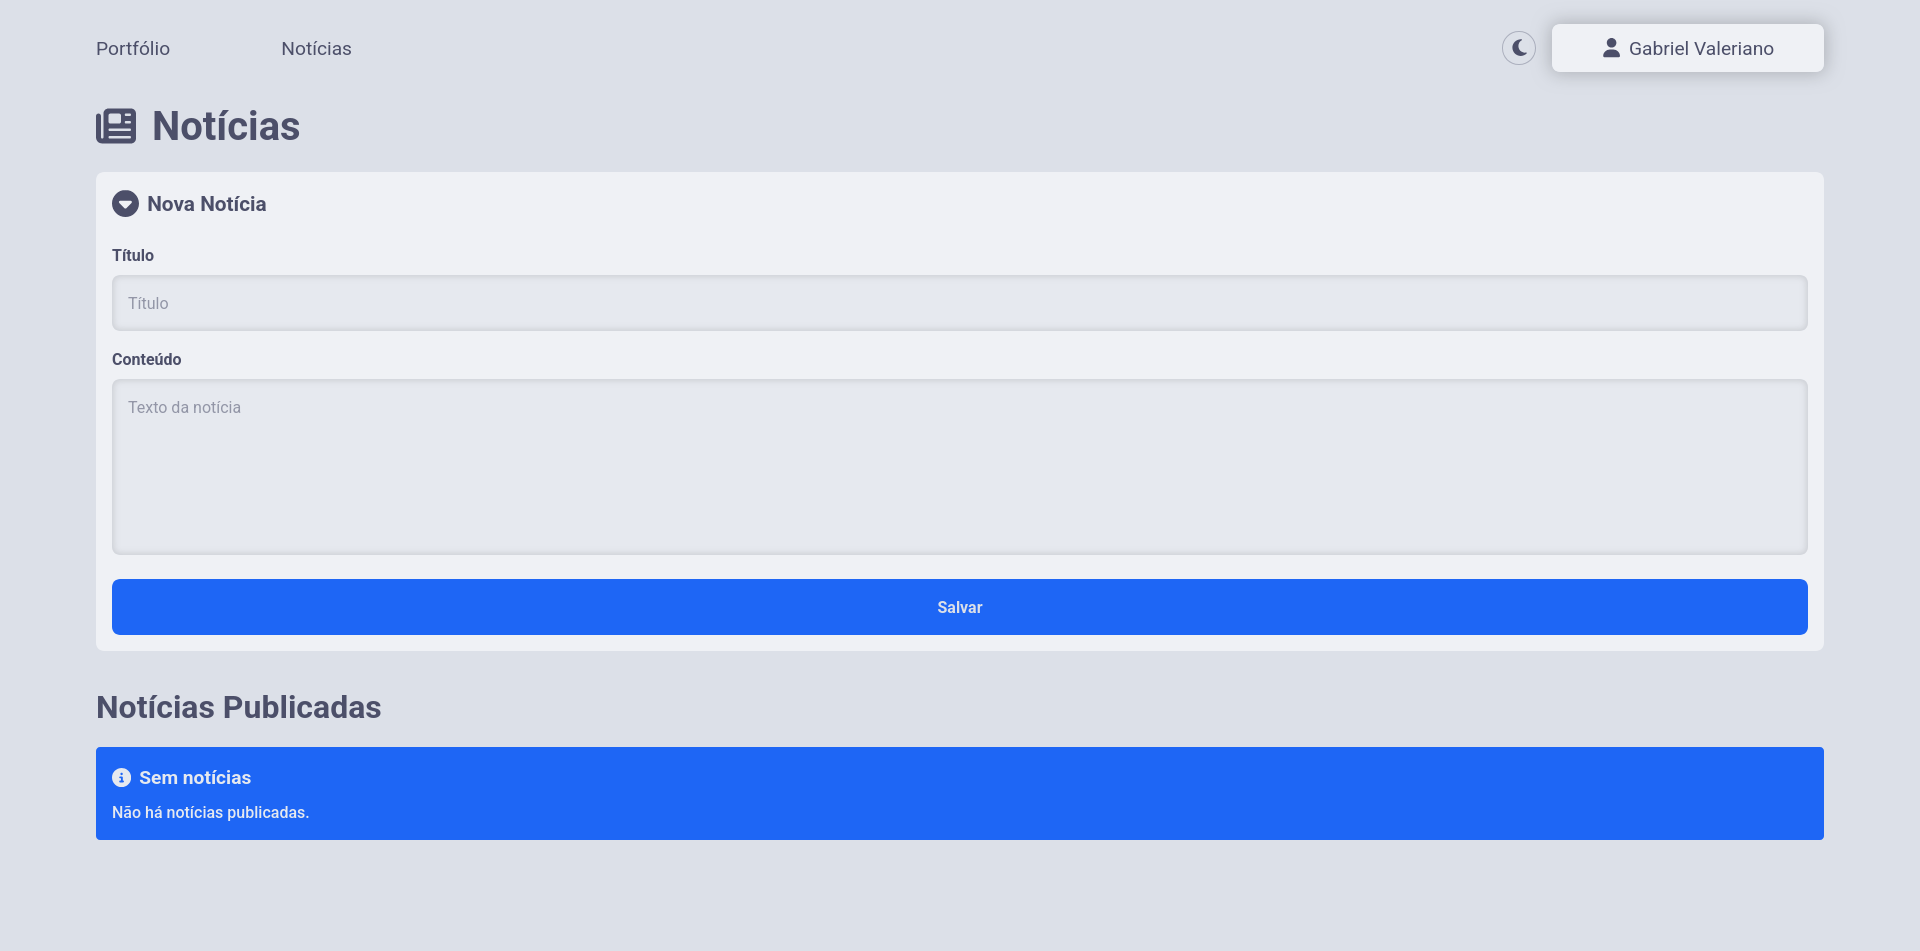 Portfólio
Notícias
Gabriel Valeriano
Notícias
Nova Notícia
Título
Título
Conteúdo
Texto da notícia
Salvar
Notícias Publicadas
Sem notícias
Não há notícias publicadas.